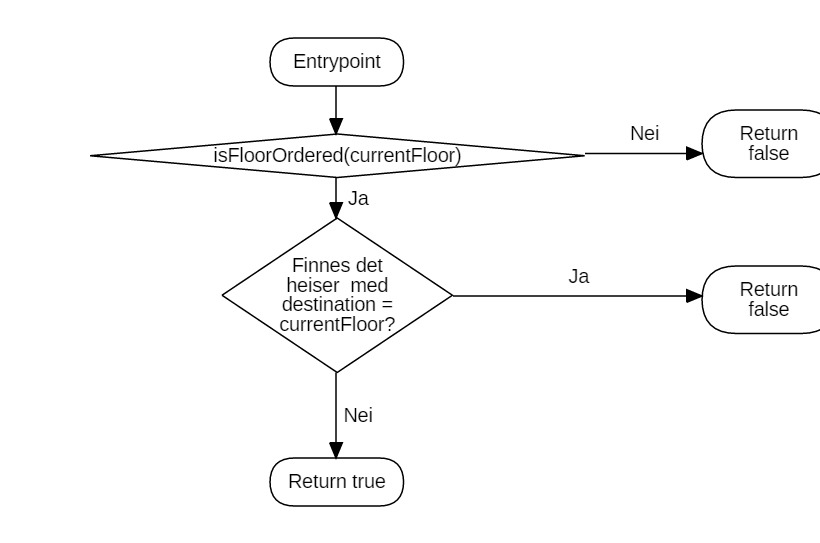 Entrypoint
isFloorOrdered(currentFloor)
Nei
Return
false
Ja
Finnes det
heiser  med
destination =
currentFloor?
Ja
Return
false
Nei
Return true